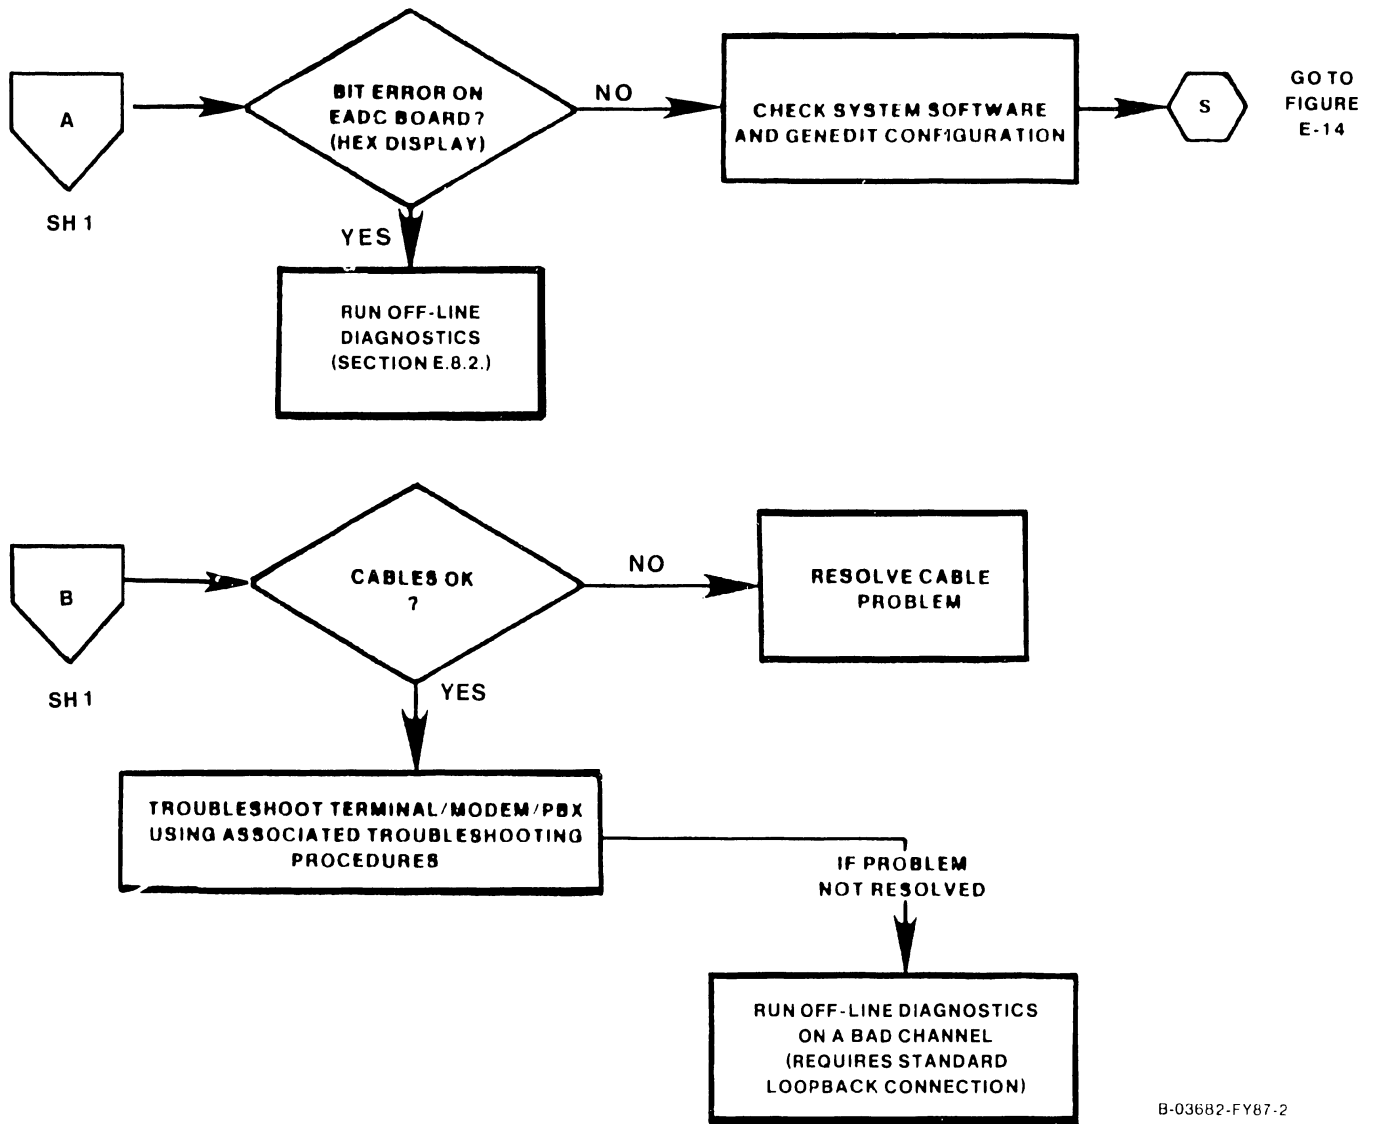 A
SH 1
BIT ERROR ON
EADC BOARD?
(HEX DISPLAY)
NO
CHECK SYSTEM SOFTWARE
AND GENEDIT CONFIGURATION
S
GO TO
FIGURE
E-14
YES
RUN OFF-LINE
DIAGNOSTICS
(SECTION E.8.2.)
B
SH 1
CABLES OK
?
NO
RESOLVE CABLE
PROBLEM
YES
TROUBLESHOOT TERMINAL/MODEM/PBX
USING ASSOCIATED TROUBLESHOOTING
PROCEDURES
IF PROBLEM
NOT RESOLVED
RUN OFF-LINE DIAGNOSTICS
ON A BAD CHANNEL
(REQUIRES STANDARD
LOOPBACK CONNECTION)
B-03682-FY87-2